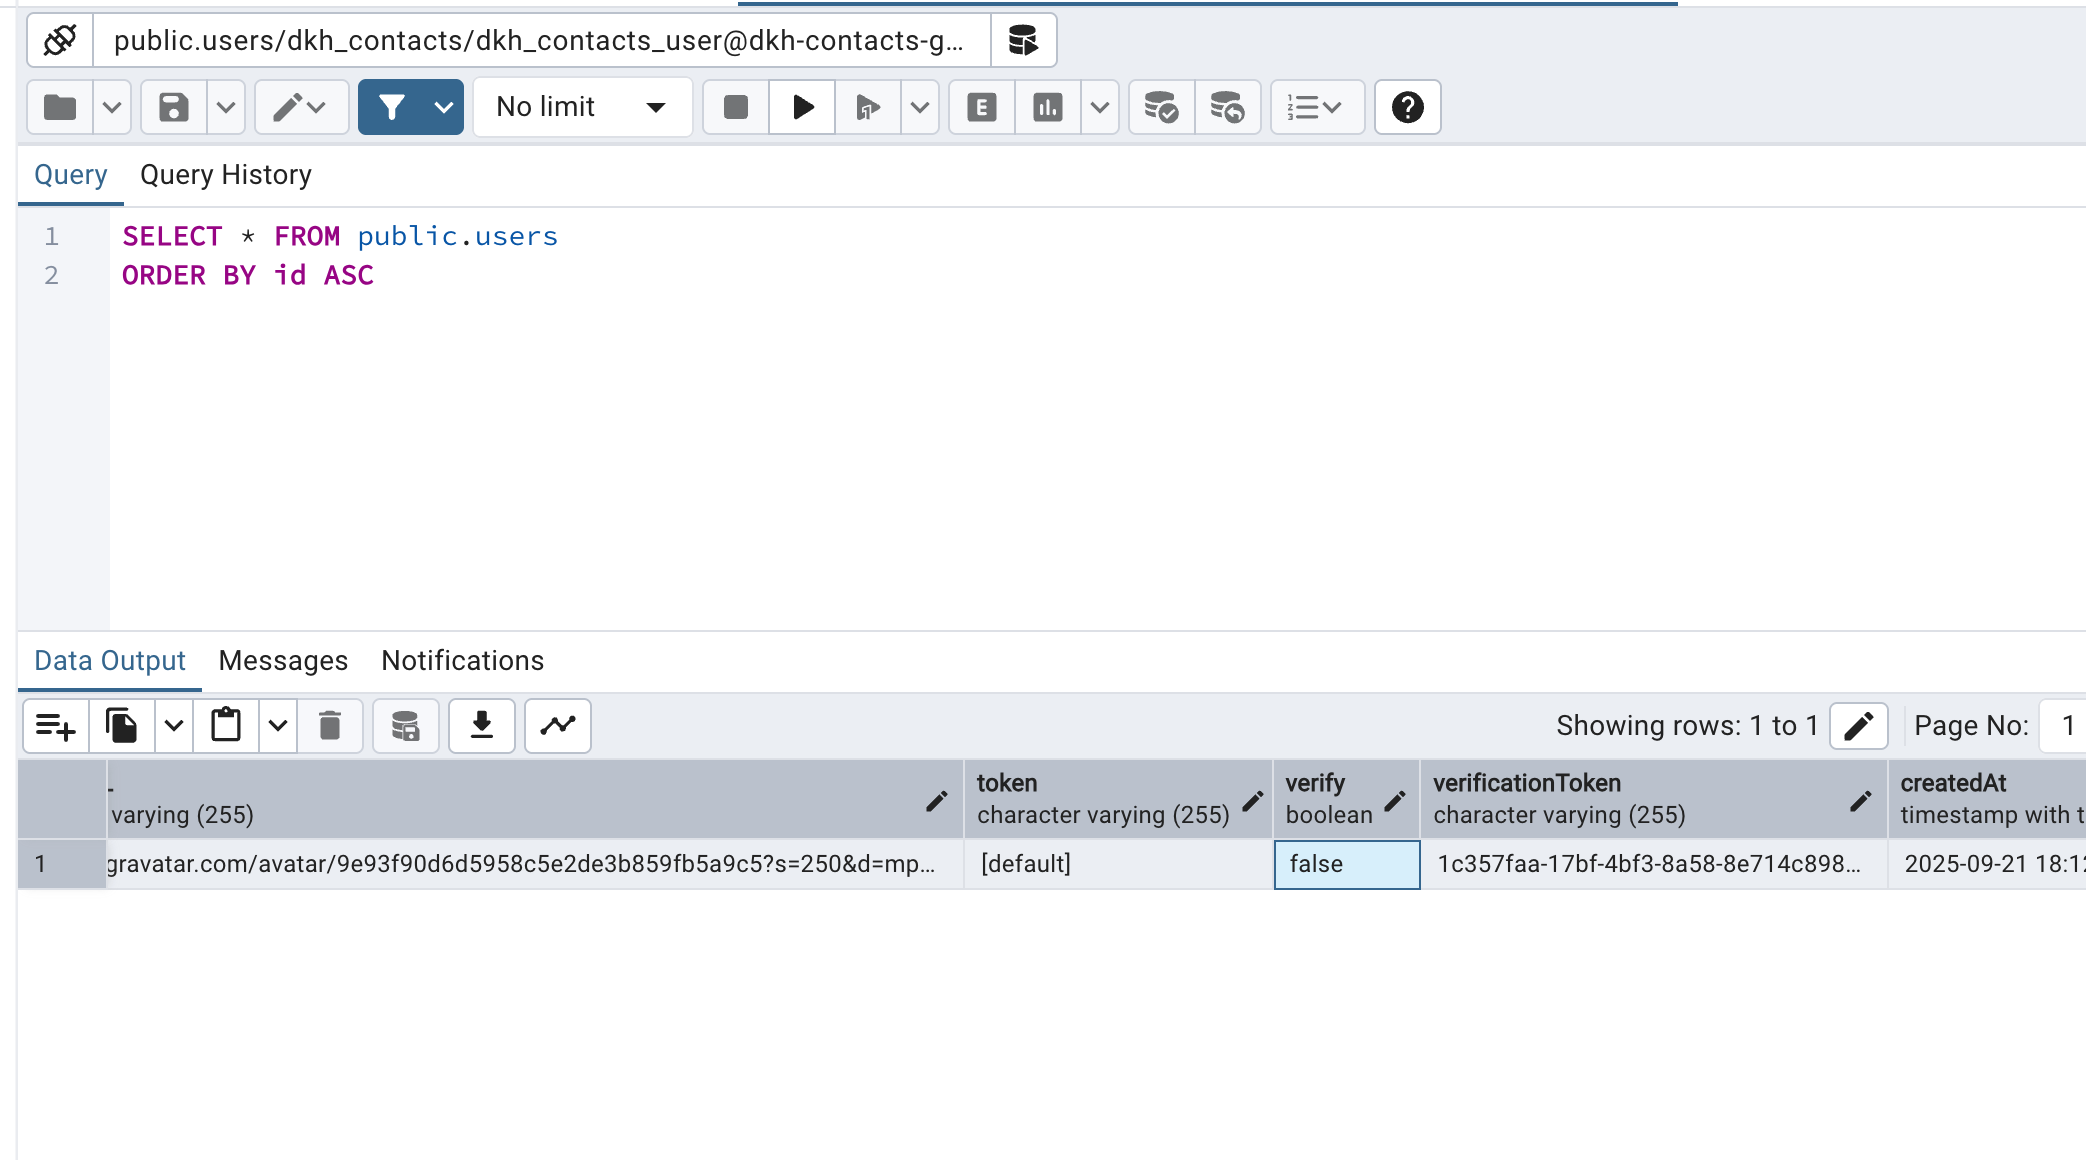 public.users/dkh_contacts/dkh_contacts_user@dkh-contacts-g...
No limit
E
Query
Query History
1 SELECT * FROM public.users
2 ORDER BY id ASC
Data Output
Messages
Notifications
Showing rows: 1 to 1
Page No: 1
varying (255)
token
character varying (255)
verify
boolean
verificationToken
character varying (255)
createdAt
timestamp with t
1
gravatar.com/avatar/9e93f90d6d5958c5e2de3b859fb5a9c5?s=250&d=mp...
[default]
false
1c357faa-17bf-4bf3-8a58-8e714c898...
2025-09-21 18:12